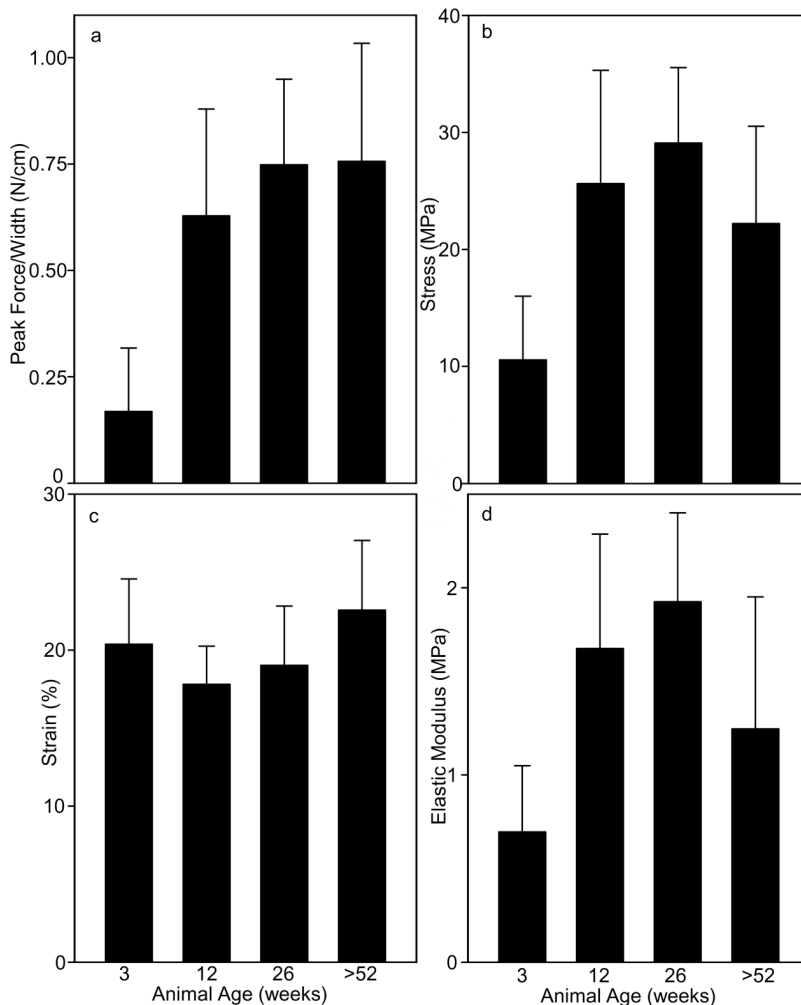 a
1.00
0.75
0.50
0.25
0
Peak Force/Width (N/cm)
b
40
30
20
10
0
Stress (MPa)
c
30
20
10
0
Strain (%)
3 12 26 >52
Animal Age (weeks)
d
2
1
0
Elastic Modulus (MPa)
3 12 26 >52
Animal Age (weeks)